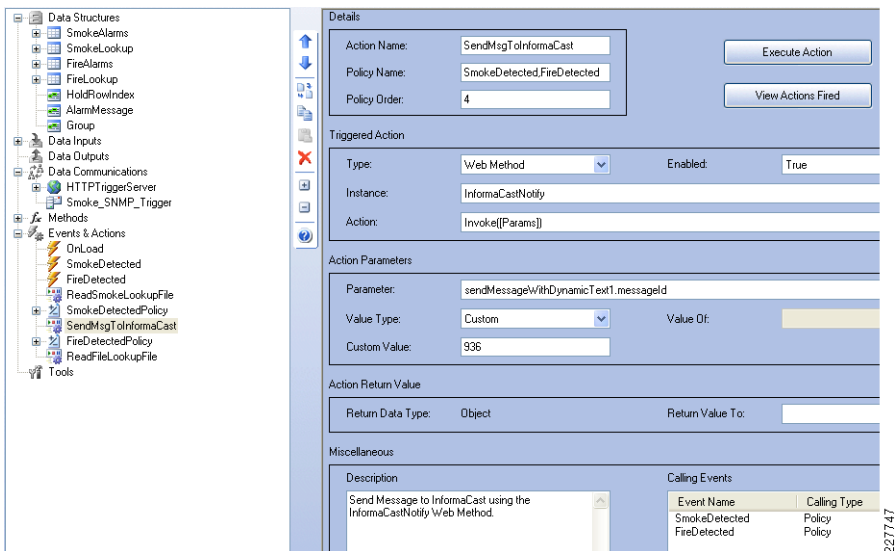 Data Structures
SmokeAlarms
SmokeLookup
FireAlarms
FireLookup
HoldRowIndex
AlarmMessage
Group
Data Inputs
Data Outputs
Data Communications
HTTPTriggerServer
Smoke_SNMP_Trigger
Methods
Events & Actions
OnLoad
SmokeDetected
FireDetected
ReadSmokeLookupFile
SmokeDetectedPolicy
SendMsgToInformaCast
FireDetectedPolicy
ReadFileLookupFile
Tools
Details
Action Name: SendMsgToInformaCast
Execute Action
Policy Name: SmokeDetected,FireDetected
Policy Order: 4
View Actions Fired
Triggered Action
Type: Web Method Enabled: True
Instance: InformaCastNotify
Action: Invoke([Params])
Action Parameters
Parameter: sendMessageWithDynamicText1.messageId
Value Type: Custom Value Of:
Custom Value: 936
Action Return Value
Return Data Type: Object Return Value To:
Miscellaneous
Description
Send Message to InformaCast using the
InformaCastNotify Web Method.
Calling Events
Event Name Calling Type
SmokeDetected Policy
FireDetected Policy
227747